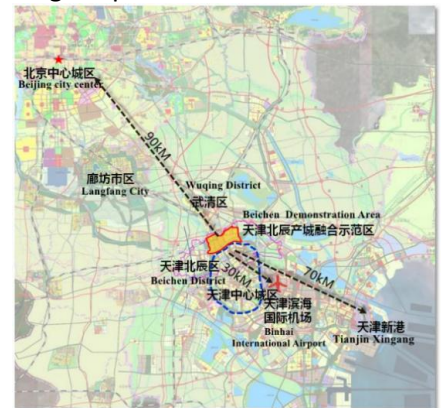 北京中心城区
Beijing city center
90KM
廊坊市区
Langfang City
Wuqing District
武清区
Beichen Demonstration Area
天津北辰产城融合示范区
天津北辰区
Beichen District
30KM
70KM
天津中心城区
天津滨海
国际机场
Binhai
International Airport
天津新港
Tianjin Xingang